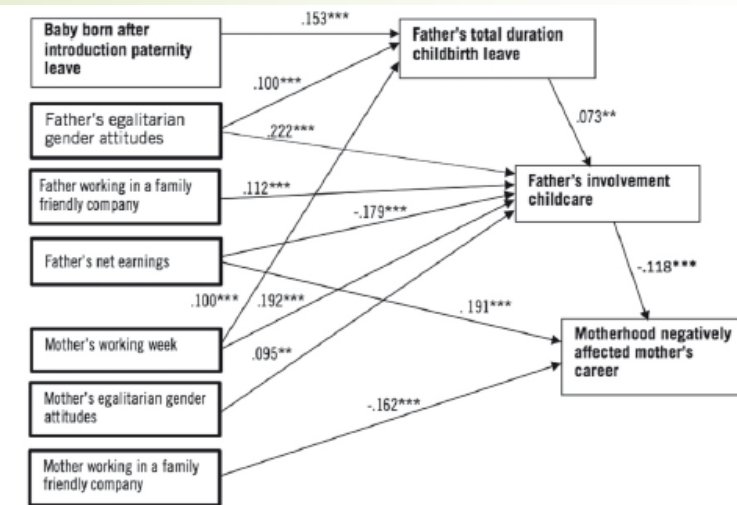 Baby born after
introduction paternity
leave
.153***
Father's total duration
childbirth leave
.100***
Father's egalitarian
gender attitudes
.222***
.073**
Father working in a family
friendly company
.112***
Father's involvement
childcare
-.179***
Father's net earnings
-.118***
.100***
.192***
.191***
Mother's working week
Motherhood negatively
affected mother's
career
.095**
Mother's egalitarian gender
attitudes
-.162***
Mother working in a family
friendly company